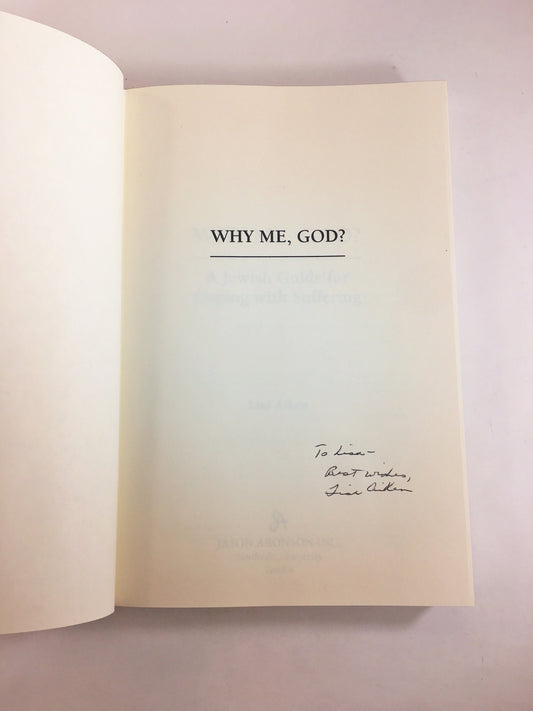 WHY ME, GOD?
A Jewish Guide for
Coping with Suffering
Lisa Aiken
To Lisa-
Best wishes,
Lisa Aiken
JASON ARONSON INC.